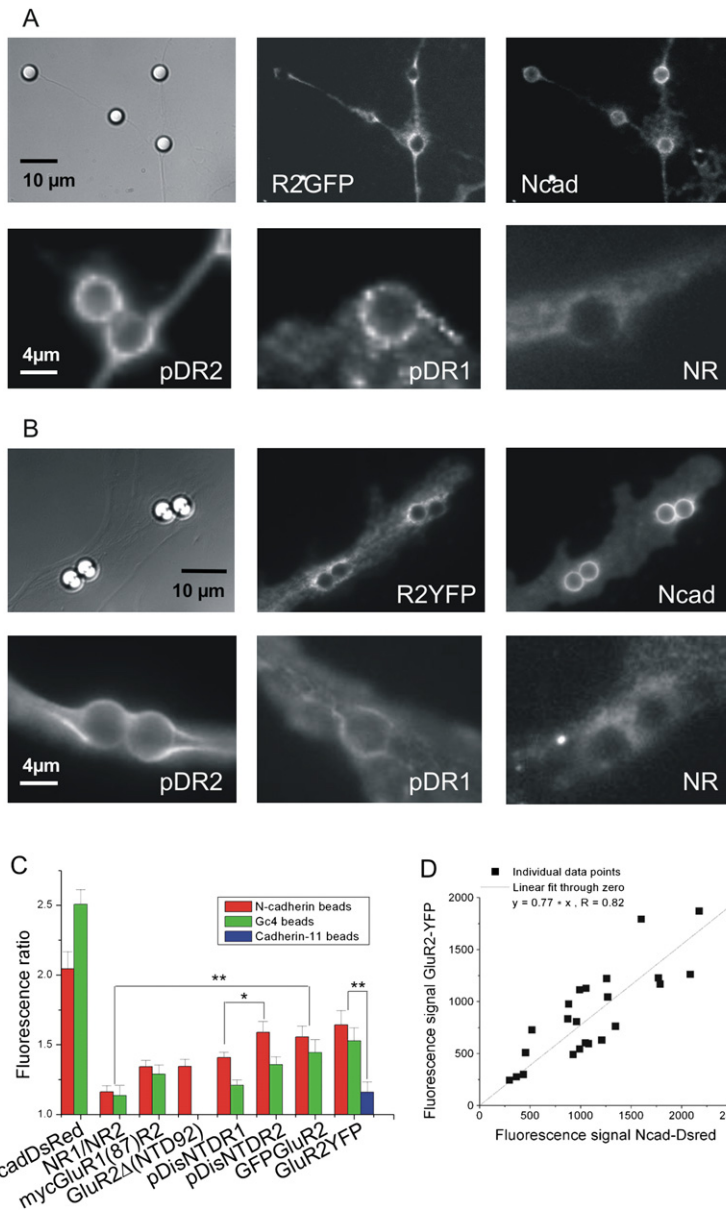 A
10 µm
R2GFP
Ncad
4µm
pDR2
pDR1
NR
B
10 µm
R2YFP
Ncad
4µm
pDR2
pDR1
NR
C
Fluorescence ratio
2.5
2.0
1.5
1.0
N-cadherin beads
Gc4 beads
Cadherin-11 beads
**
*
**
cadDsRed
NR1/NR2
mycGluR1(87)R2
GluR2Δ(NTD92)
pDisNTDR1
pDisNTDR2
GFPGluR2
GluR2YFP
D
Individual data points
Linear fit through zero
y = 0.77 * x , R = 0.82
Fluorescence signal GluR2-YFP
2000
1500
1000
500
0
0 500 1000 1500 2000
Fluorescence signal Ncad-Dsred